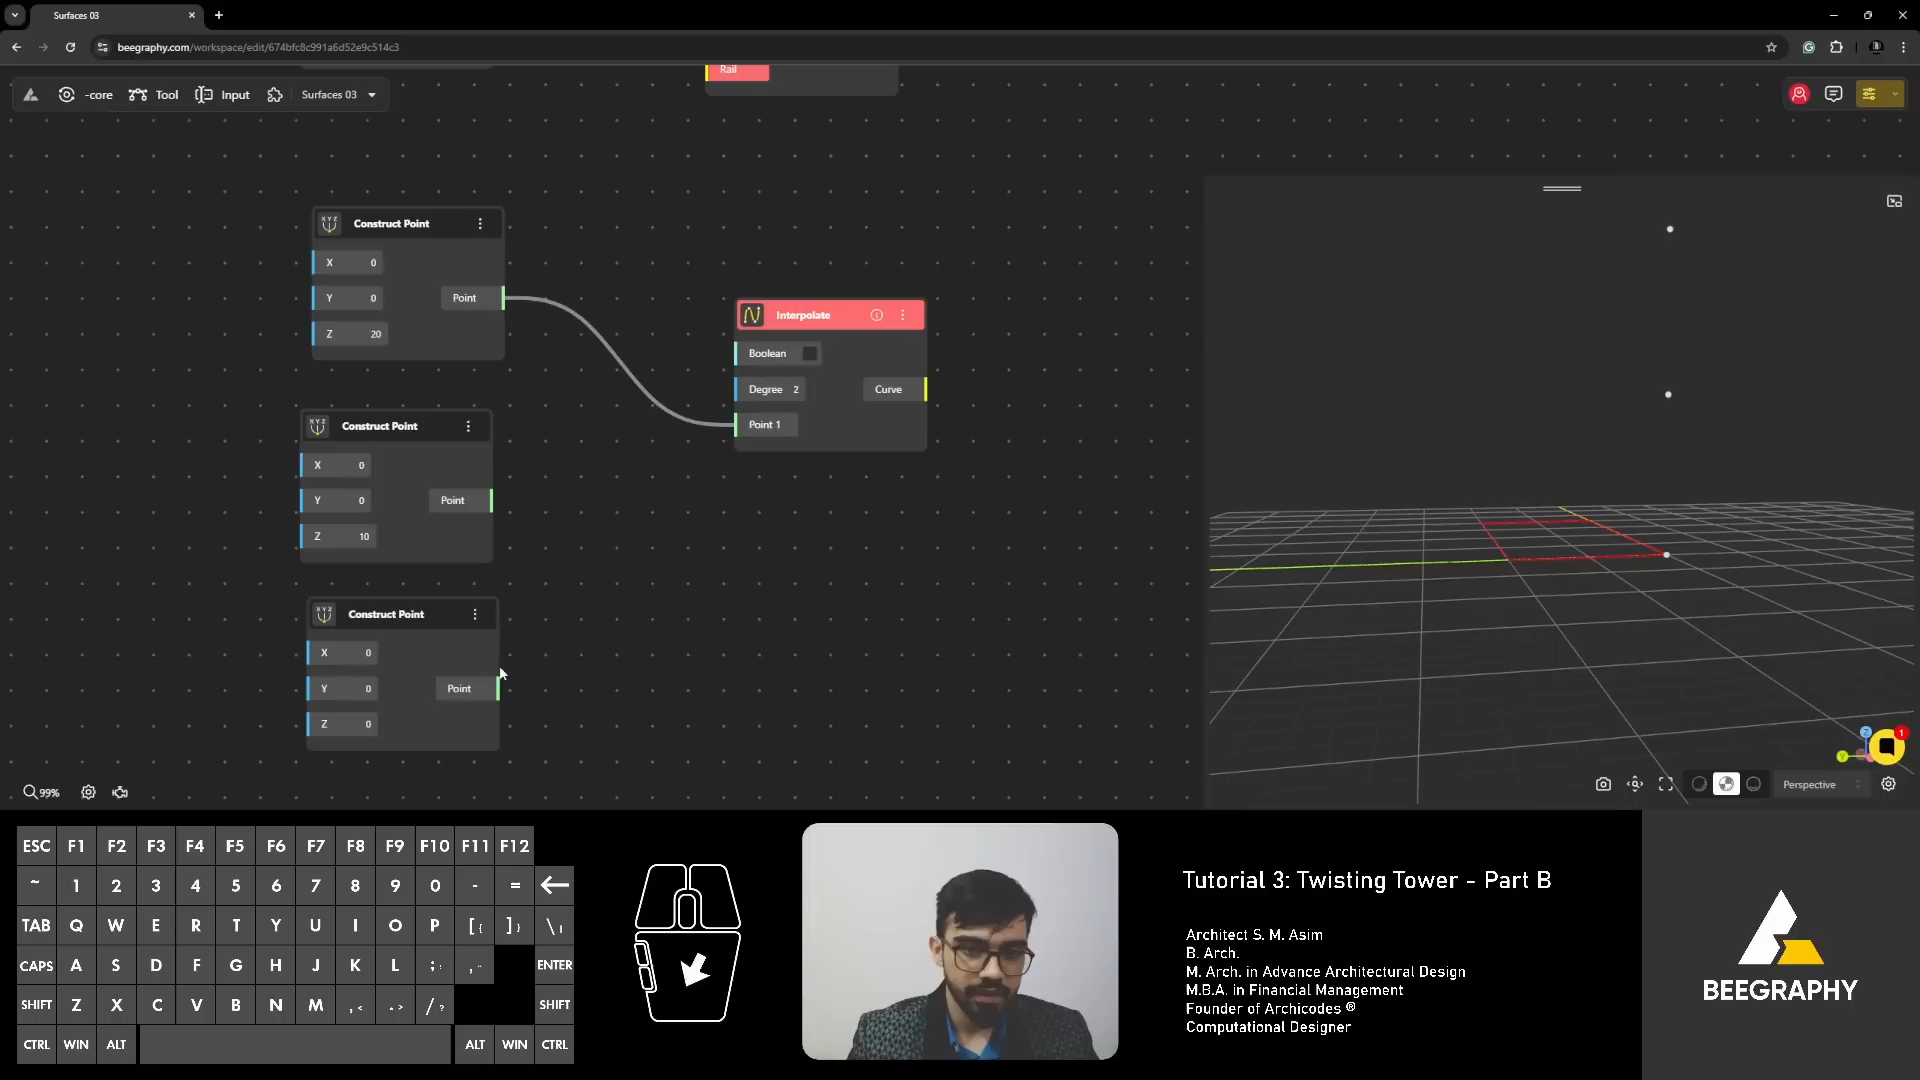 Surfaces 03
beegraphy.com/workspace/edit/674bfc8c991a6d52e9c514c3
Rail
-core
Tool
Input
Surfaces 03
Construct Point
X 0
Y 0
Point
Z 20
Interpolate
Boolean
Degree 2
Curve
Point 1
Construct Point
X 0
Y 0
Point
Z 10
Construct Point
X 0
Y 0
Point
Z 0
99%
Z
Y
1
Perspective
ESC F1 F2 F3 F4 F5 F6 F7 F8 F9 F10 F11 F12
~ 1 2 3 4 5 6 7 8 9 0 - =
TAB Q W E R T Y U I O P [{ ]} \|
CAPS A S D F G H J K L ;: ENTER
SHIFT Z X C V B N M ,< .> /? SHIFT
CTRL WIN ALT ALT WIN CTRL
Tutorial 3: Twisting Tower - Part B
Architect S. M. Asim
B. Arch.
M. Arch. in Advance Architectural Design
M.B.A. in Financial Management
Founder of Archicodes ®
Computational Designer
BEEGRAPHY